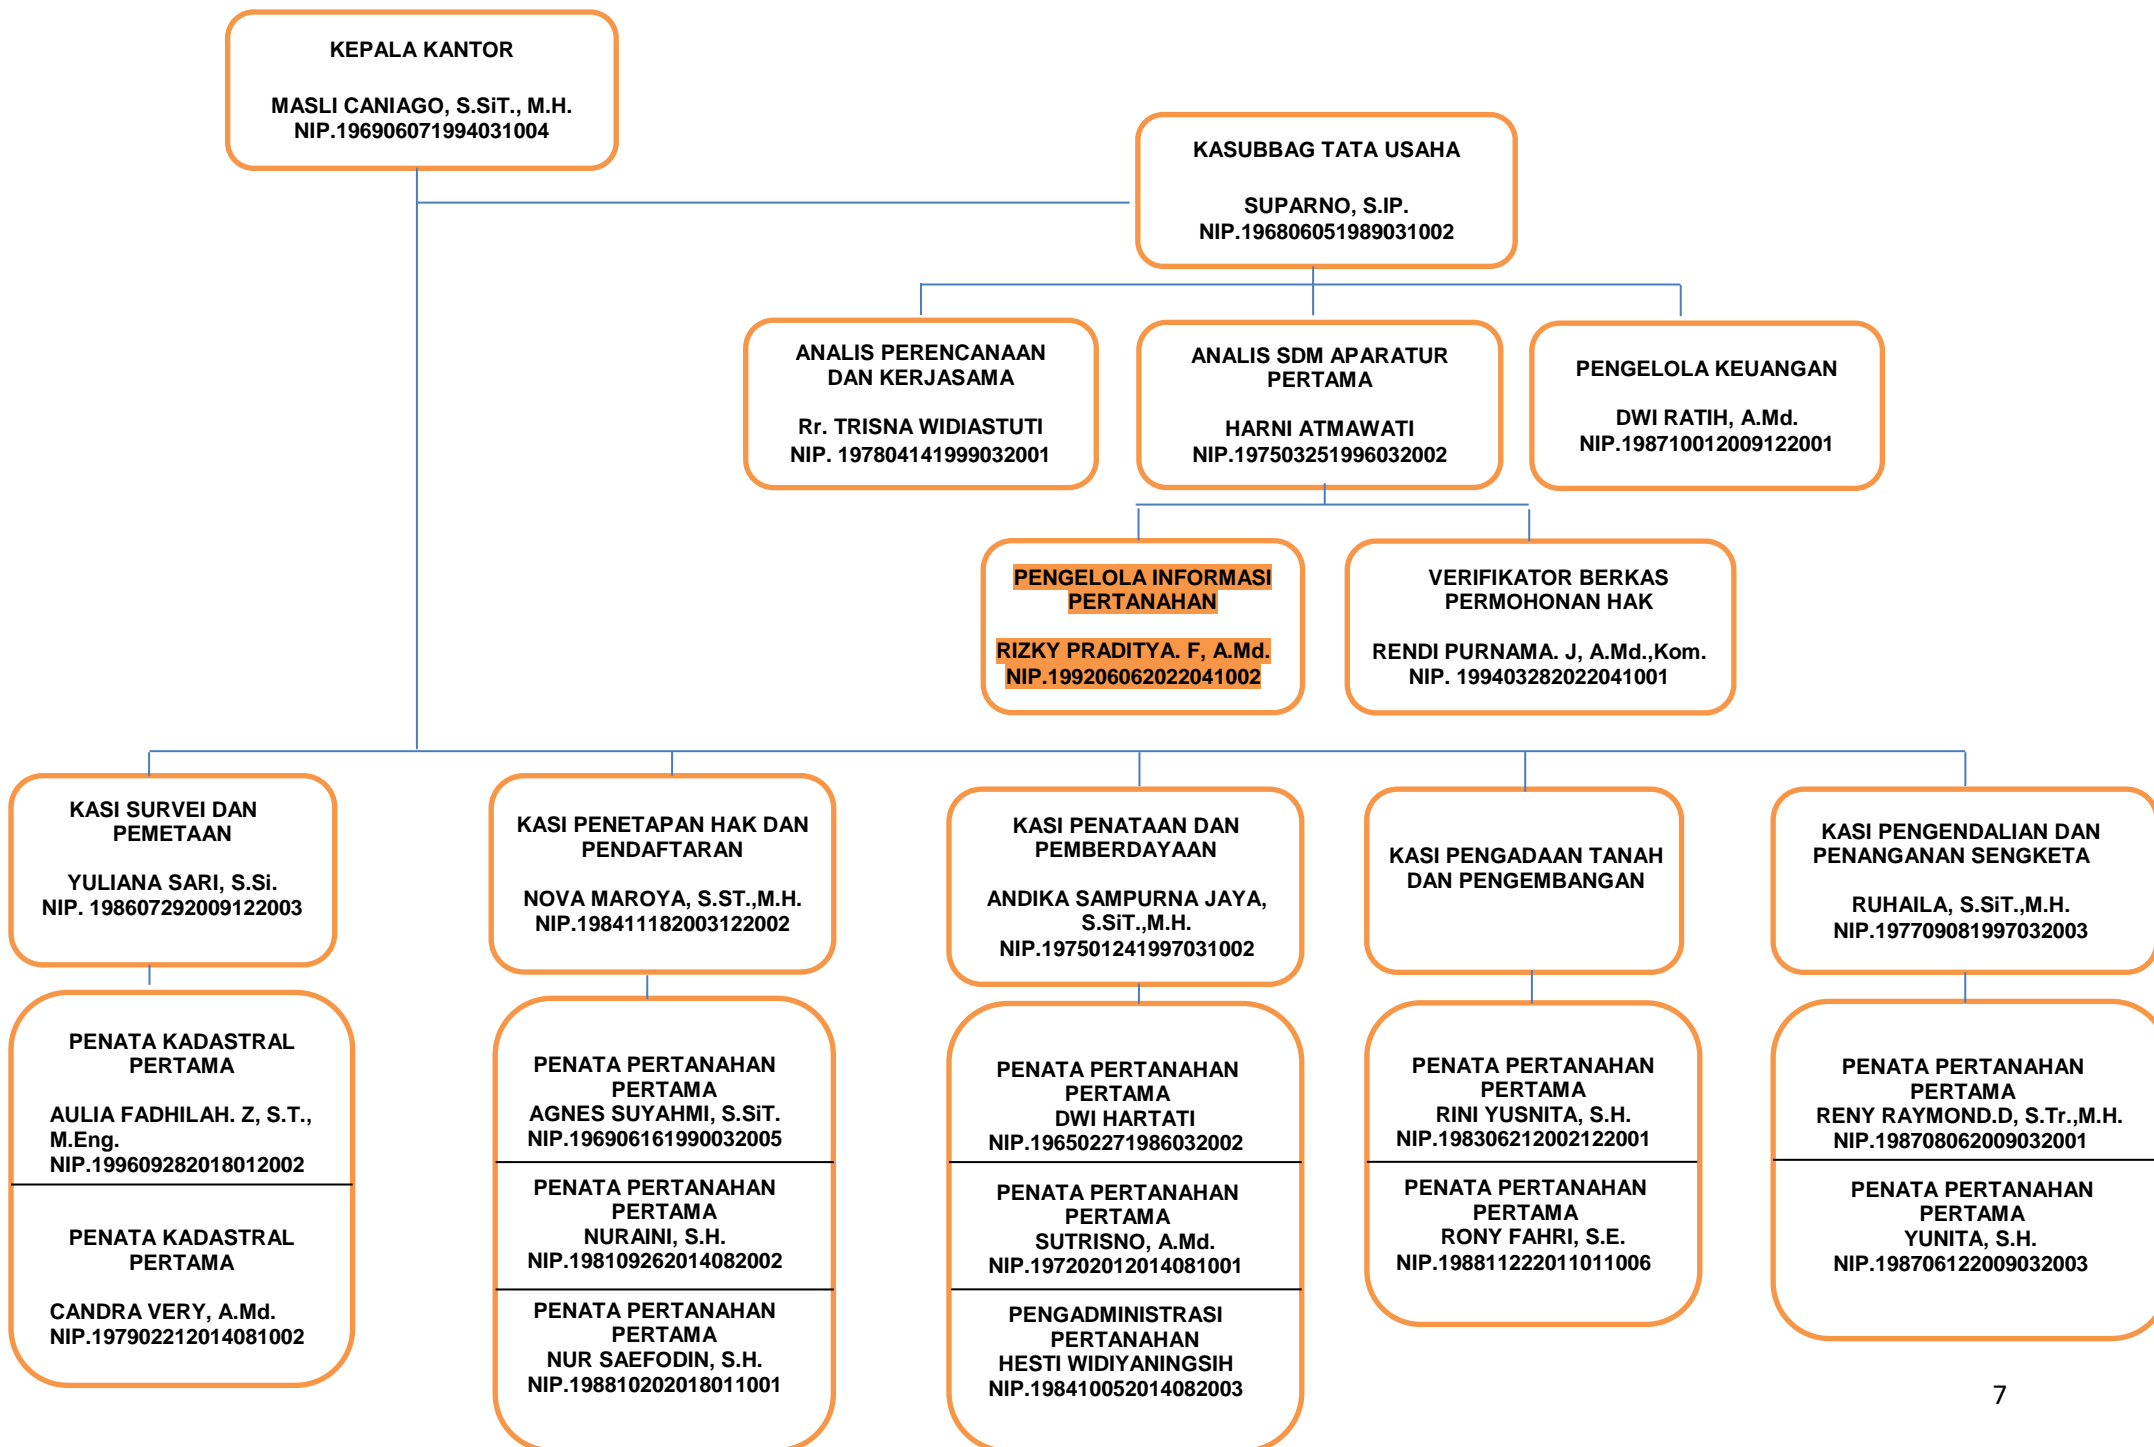 KEPALA KANTOR
MASLI CANIAGO, S.SiT., M.H.
NIP.196906071994031004
KASUBBAG TATA USAHA
SUPARNO, S.IP.
NIP.196806051989031002
ANALIS PERENCANAAN
DAN KERJASAMA
Rr. TRISNA WIDIASTUTI
NIP. 197804141999032001
ANALIS SDM APARATUR
PERTAMA
HARNI ATMAWATI
NIP.197503251996032002
PENGELOLA KEUANGAN
DWI RATIH, A.Md.
NIP.198710012009122001
PENGELOLA INFORMASI
PERTANAHAN
RIZKY PRADITYA. F, A.Md.
NIP.199206062022041002
VERIFIKATOR BERKAS
PERMOHONAN HAK
RENDI PURNAMA. J, A.Md.,Kom.
NIP. 199403282022041001
KASI SURVEI DAN
PEMETAAN
YULIANA SARI, S.Si.
NIP. 198607292009122003
KASI PENETAPAN HAK DAN
PENDAFTARAN
NOVA MAROYA, S.ST.,M.H.
NIP.198411182003122002
KASI PENATAAN DAN
PEMBERDAYAAN
ANDIKA SAMPURNA JAYA,
S.SiT.,M.H.
NIP.197501241997031002
KASI PENGADAAN TANAH
DAN PENGEMBANGAN
KASI PENGENDALIAN DAN
PENANGANAN SENGKETA
RUHAILA, S.SiT.,M.H.
NIP.197709081997032003
PENATA KADASTRAL
PERTAMA
AULIA FADHILAH. Z, S.T.,
M.Eng.
NIP.199609282018012002
PENATA KADASTRAL
PERTAMA
CANDRA VERY, A.Md.
NIP.197902212014081002
PENATA PERTANAHAN
PERTAMA
AGNES SUYAHMI, S.SiT.
NIP.196906161990032005
PENATA PERTANAHAN
PERTAMA
NURAINI, S.H.
NIP.198109262014082002
PENATA PERTANAHAN
PERTAMA
NUR SAEFODIN, S.H.
NIP.198810202018011001
PENATA PERTANAHAN
PERTAMA
DWI HARTATI
NIP.196502271986032002
PENATA PERTANAHAN
PERTAMA
SUTRISNO, A.Md.
NIP.197202012014081001
PENGADMINISTRASI
PERTANAHAN
HESTI WIDIYANINGSIH
NIP.198410052014082003
PENATA PERTANAHAN
PERTAMA
RINI YUSNITA, S.H.
NIP.198306212002122001
PENATA PERTANAHAN
PERTAMA
RONY FAHRI, S.E.
NIP.198811222011011006
PENATA PERTANAHAN
PERTAMA
RENY RAYMOND.D, S.Tr.,M.H.
NIP.198708062009032001
PENATA PERTANAHAN
PERTAMA
YUNITA, S.H.
NIP.198706122009032003
7